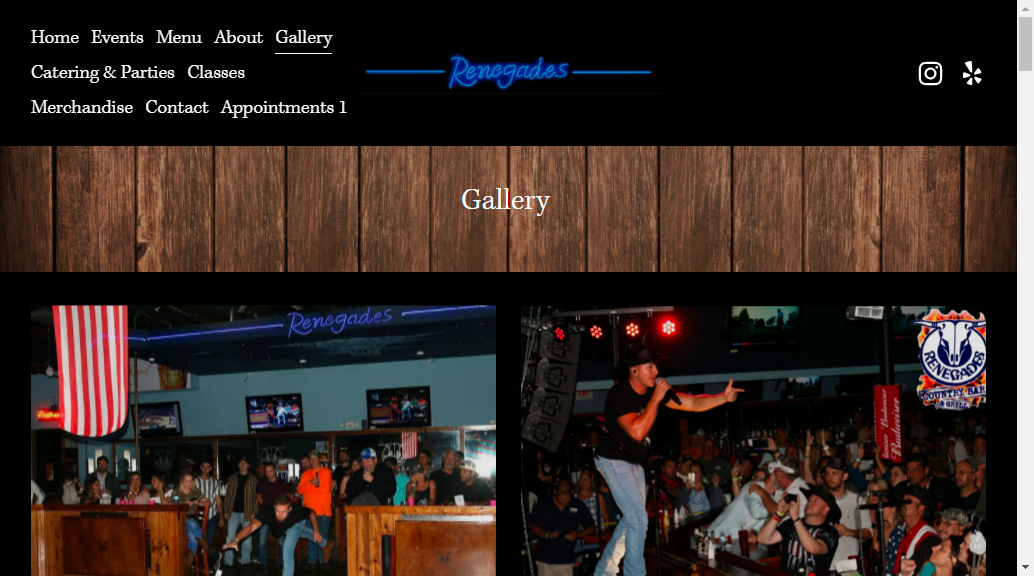 Home Events Menu About Gallery
Catering & Parties Classes
Merchandise Contact Appointments 1
Renegades
Gallery
Renegades
RENEGADES
COUNTRY BAR
& GRILL
Budweiser